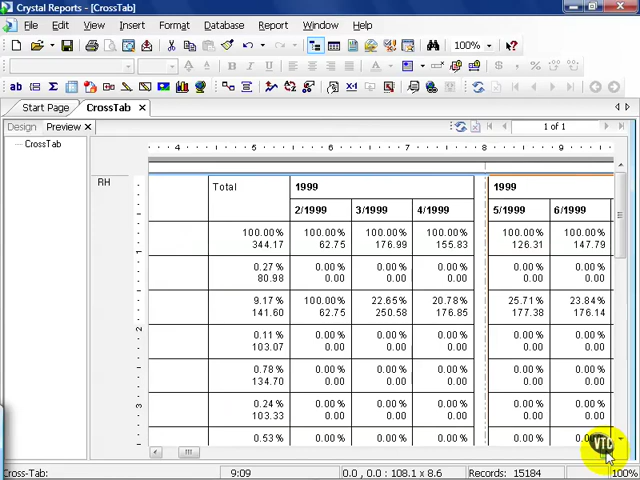 Crystal Reports - [CrossTab]
File Edit View Insert Format Database Report Window Help
100%
ab
Start Page CrossTab
Design Preview
1 of 1
CrossTab
4 5 6 7 8 9
RH
Total 1999 1999
2/1999 3/1999 4/1999 5/1999 6/1999
100.00% 100.00% 100.00% 100.00% 100.00% 100.00%
344.17 62.75 176.99 155.83 126.31 147.79
0.27% 0.00% 0.00% 0.00% 0.00% 0.00%
80.98 0.00 0.00 0.00 0.00 0.00
9.17% 100.00% 22.65% 20.78% 25.71% 23.84%
141.60 62.75 250.58 176.85 177.38 176.14
0.11% 0.00% 0.00% 0.00% 0.00% 0.00%
103.07 0.00 0.00 0.00 0.00 0.00
0.78% 0.00% 0.00% 0.00% 0.00% 0.00%
134.70 0.00 0.00 0.00 0.00 0.00
0.24% 0.00% 0.00% 0.00% 0.00% 0.00%
103.33 0.00 0.00 0.00 0.00 0.00
0.53% 0.00% 0.00% 0.00% 0.00%
VTC
Cross-Tab: 9:09 0.0 , 0.0 : 108.1 x 8.6 Records: 15184 100%